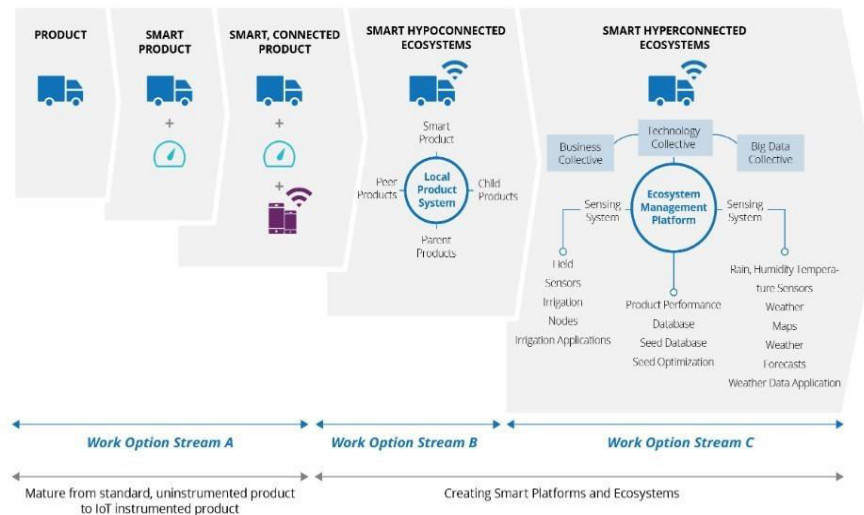 PRODUCT
SMART
PRODUCT
SMART, CONNECTED
PRODUCT
SMART HYPOCONNECTED
ECOSYSTEMS
SMART HYPERCONNECTED
ECOSYSTEMS
+
+
+
Smart
Product
Peer
Products
Local
Product
System
Child
Products
Parent
Products
Business
Collective
Technology
Collective
Big Data
Collective
Sensing
System
Ecosystem
Management
Platform
Sensing
System
Field
Sensors
Irrigation
Nodes
Irrigation Applications
Product Performance
Database
Seed Database
Seed Optimization
Rain, Humidity Tempera-
ture Sensors
Weather
Maps
Weather
Forecasts
Weather Data Application
Work Option Stream A
Work Option Stream B
Work Option Stream C
Mature from standard, uninstrumented product
to IoT instrumented product
Creating Smart Platforms and Ecosystems